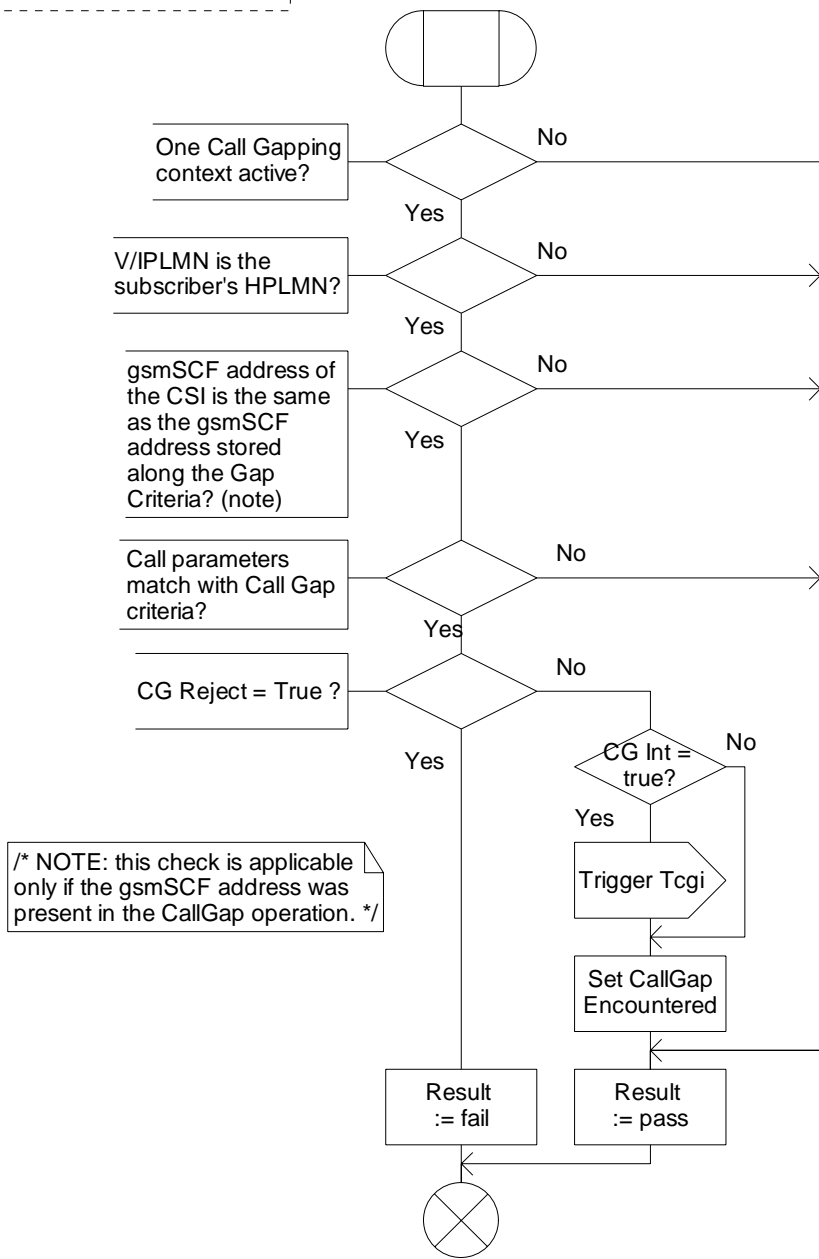 One Call Gapping
context active?
No
Yes
V/IPLMN is the
subscriber's HPLMN?
No
Yes
gsmSCF address of
the CSI is the same
as the gsmSCF
address stored
along the Gap
Criteria? (note)
No
Yes
Call parameters
match with Call Gap
criteria?
No
Yes
CG Reject = True ?
No
Yes
CG Int =
true?
No
Yes
Trigger Tcgi
/* NOTE: this check is applicable
only if the gsmSCF address was
present in the CallGap operation. */
Set CallGap
Encountered
Result
:= fail
Result
:= pass